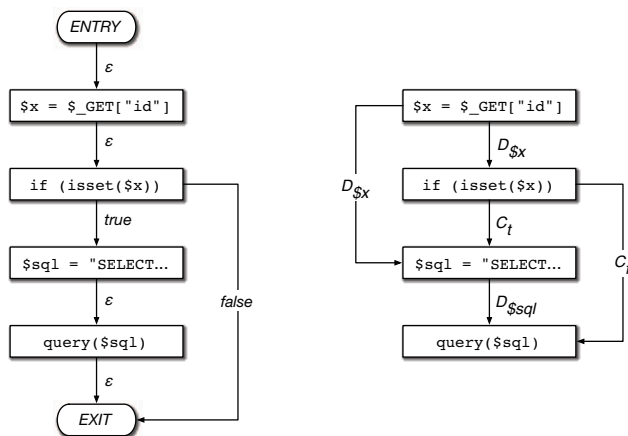 ENTRY
ε
$x = $_GET["id"]
ε
if (isset($x))
true
$sql = "SELECT...
ε
query($sql)
ε
EXIT
false
$x = $_GET["id"]
D$x
if (isset($x))
D$x
Ct
$sql = "SELECT...
Ct
D$sql
query($sql)